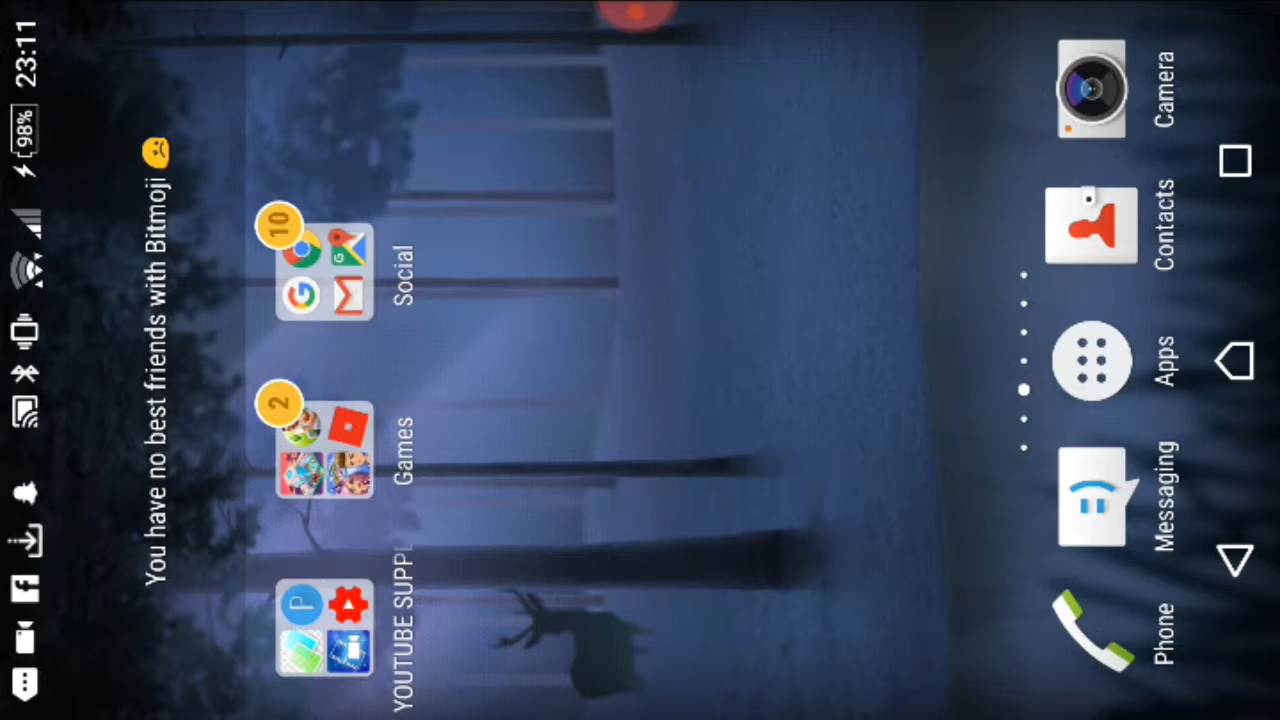 98% 23:11
You have no best friends with Bitmoji
2
10
YOUTUBE SUPPL
Games
Social
Phone
Messaging
Apps
Contacts
Camera